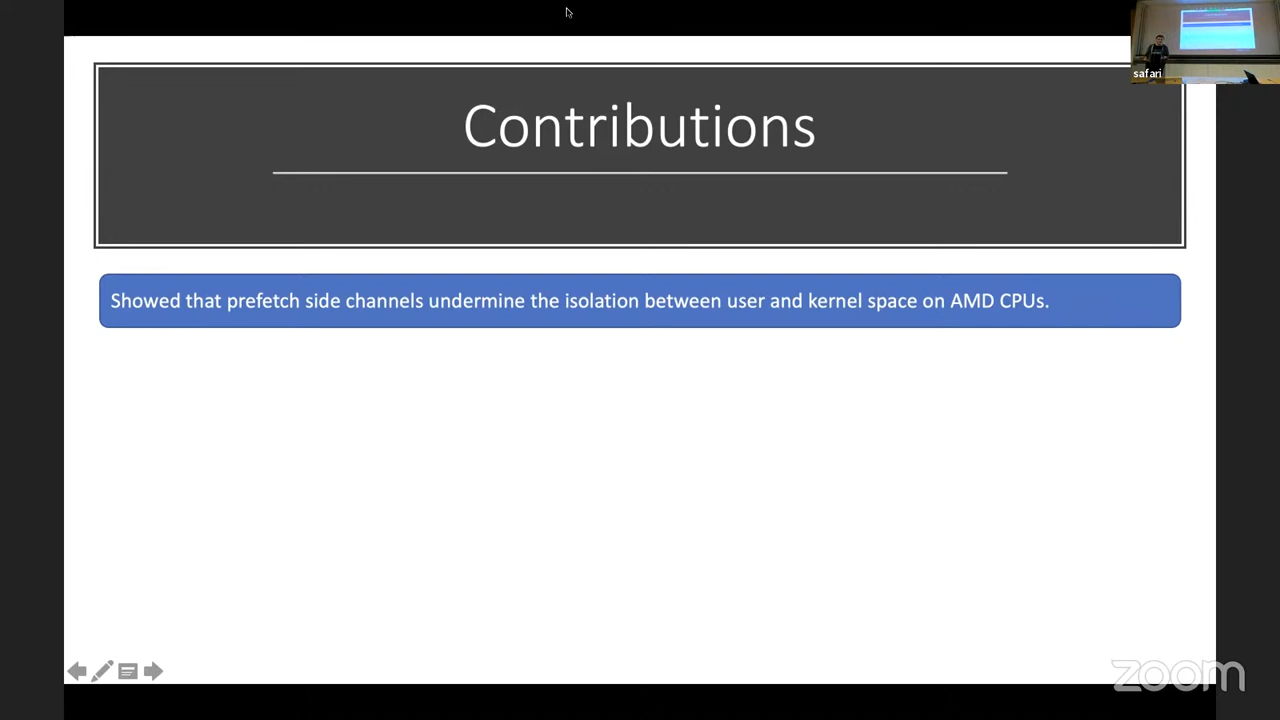 safari
Contributions
Showed that prefetch side channels undermine the isolation between user and kernel space on AMD CPUs.
zoom